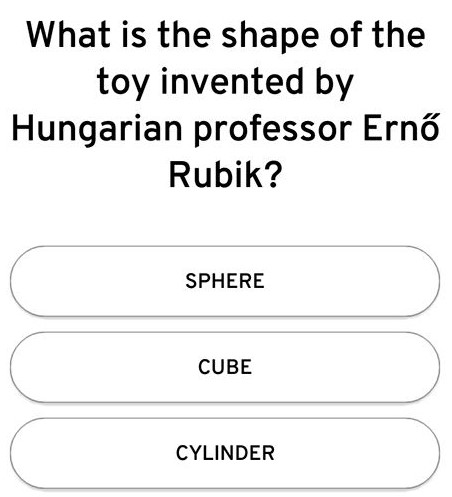 What is the shape of the
toy invented by
Hungarian professor Ernő
Rubik?
SPHERE
CUBE
CYLINDER